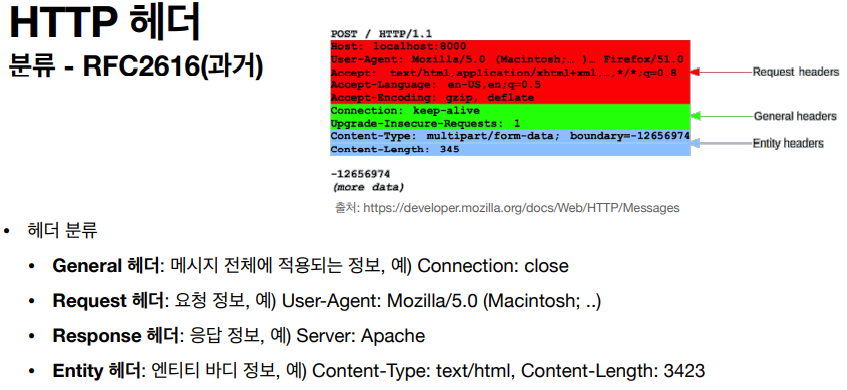 HTTP 헤더
분류 - RFC2616(과거)
POST / HTTP/1.1
Host: localhost:8000
User-Agent: Mozilla/5.0 (Macintosh;… )… Firefox/51.0
Accept: text/html,application/xhtml+xml,…,*/*;q=0.8
Accept-Language: en-US,en;q=0.5
Accept-Encoding: gzip, deflate
Connection: keep-alive
Upgrade-Insecure-Requests: 1
Content-Type: multipart/form-data; boundary=-12656974
Content-Length: 345
-12656974
(more data)
Request headers
General headers
Entity headers
출처: https://developer.mozilla.org/docs/Web/HTTP/Messages
• 헤더 분류
• General 헤더: 메시지 전체에 적용되는 정보, 예) Connection: close
• Request 헤더: 요청 정보, 예) User-Agent: Mozilla/5.0 (Macintosh; ..)
• Response 헤더: 응답 정보, 예) Server: Apache
• Entity 헤더: 엔티티 바디 정보, 예) Content-Type: text/html, Content-Length: 3423